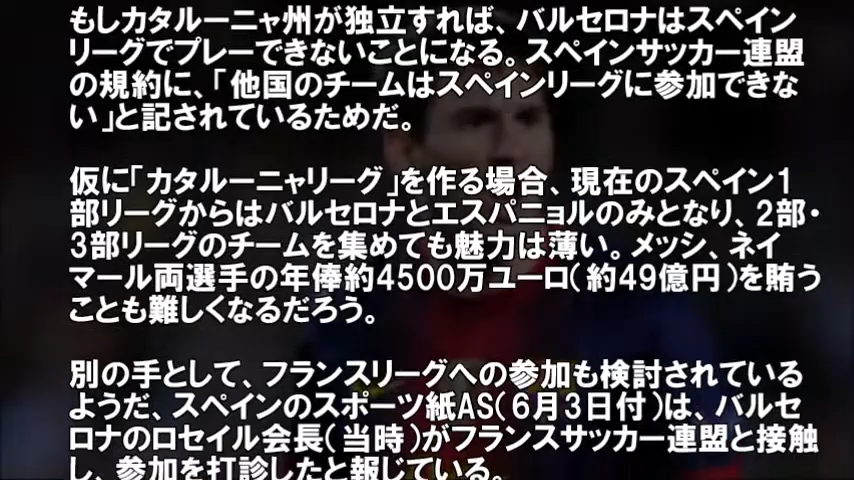 もしカタルーニャ州が独立すれば、バルセロナはスペイン
リーグでプレーできないことになる。スペインサッカー連盟
の規約に、「他国のチームはスペインリーグに参加できな
い」と記されているためだ。
仮に「カタルーニャリーグ」を作る場合、現在のスペイン1
部リーグからはバルセロナとエスパニョルのみとなり、2部・
3部リーグのチームを集めても魅力は薄い。メッシ、ネイ
マール両選手の年俸約4500万ユーロ(約49億円)を賄う
ことも難しくなるだろう。
別の手として、フランスリーグへの参加も検討されている
ようだ、スペインのスポーツ紙AS(6月3日付)は、バルセ
ロナのロセイル会長(当時)がフランスサッカー連盟と接触
し、参加を打診したと報じている。